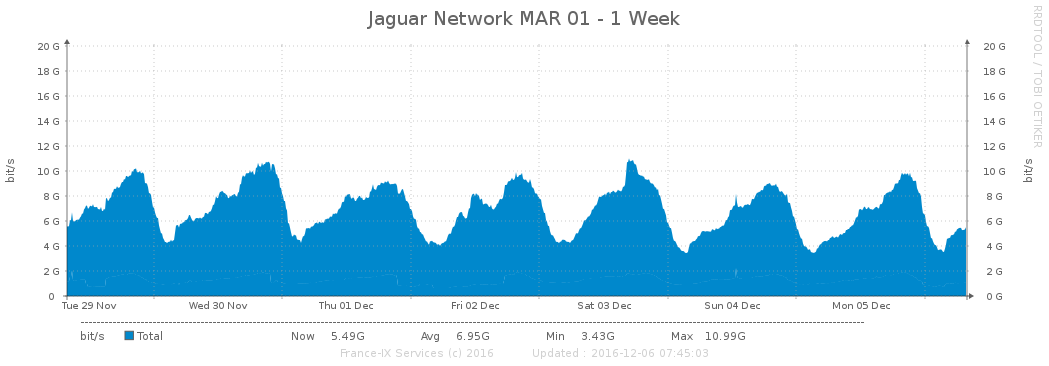 Jaguar Network MAR 01 - 1 Week
RRDTOOL / TOBI OETIKER
bit/s
bit/s
20 G 20 G
18 G 18 G
16 G 16 G
14 G 14 G
12 G 12 G
10 G 10 G
8 G 8 G
6 G 6 G
4 G 4 G
2 G 2 G
0 0 G
Tue 29 Nov Wed 30 Nov Thu 01 Dec Fri 02 Dec Sat 03 Dec Sun 04 Dec Mon 05 Dec
bit/s Total Now 5.49G Avg 6.95G Min 3.43G Max 10.99G
France-IX Services (c) 2016 Updated : 2016-12-06 07:45:03